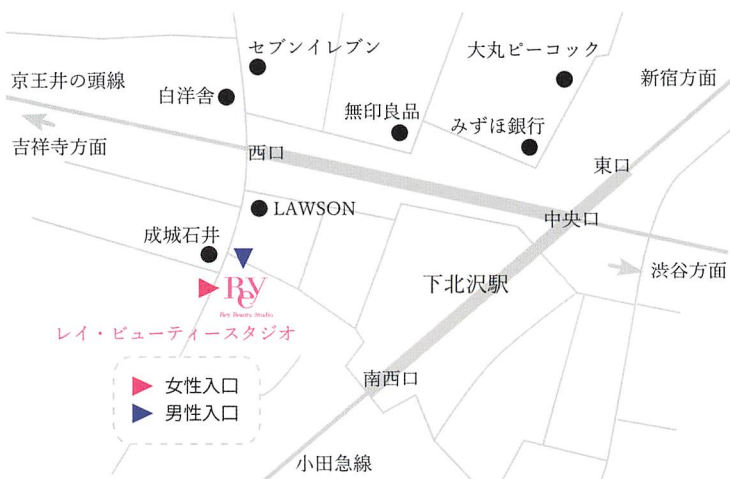 セブンイレブン
大丸ピーコック
京王井の頭線
白洋舎
新宿方面
無印良品
みずほ銀行
吉祥寺方面
西口
東口
LAWSON
中央口
成城石井
渋谷方面
下北沢駅
Rey
Rey Beauty Studio
レイ・ビューティースタジオ
南西口
女性入口
男性入口
小田急線